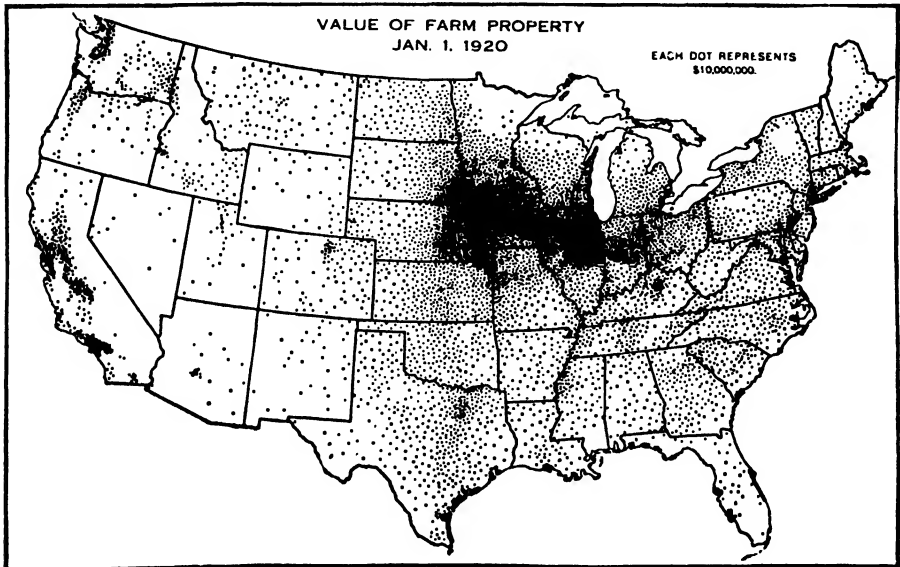 VALUE OF FARM PROPERTY
JAN. 1. 1920
EACH DOT REPRESENTS
$10,000,000.